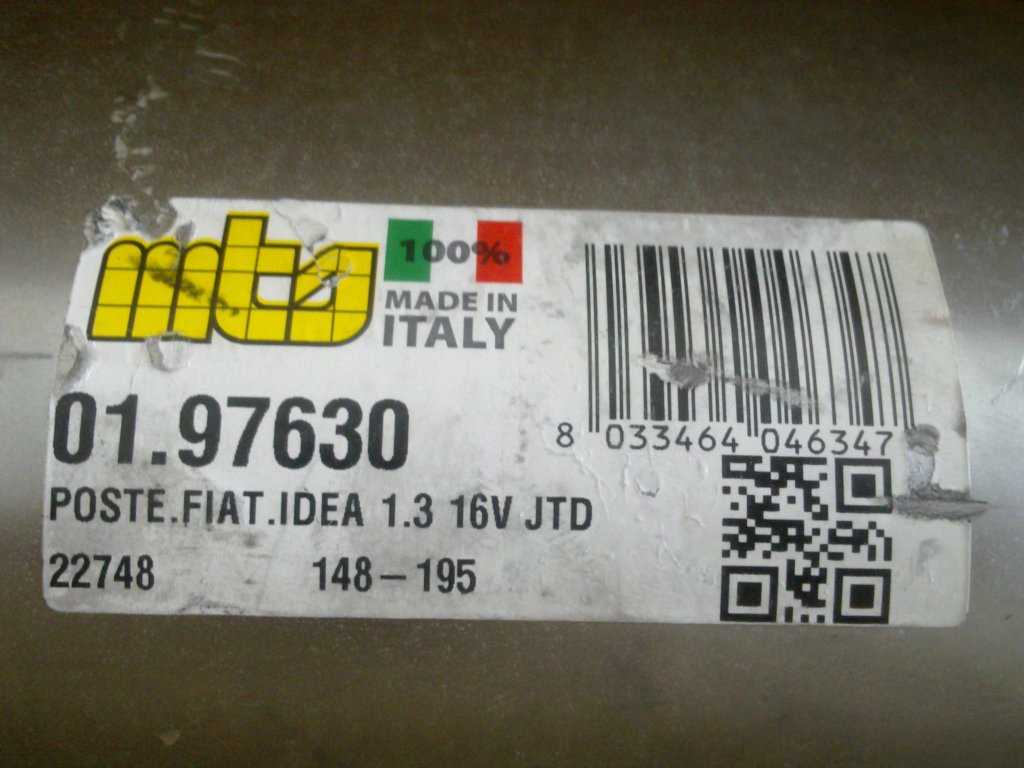 mts
100%
MADE IN
ITALY
01.97630
POSTE.FIAT.IDEA 1.3 16V JTD
22748 148-195
8 033464 046347